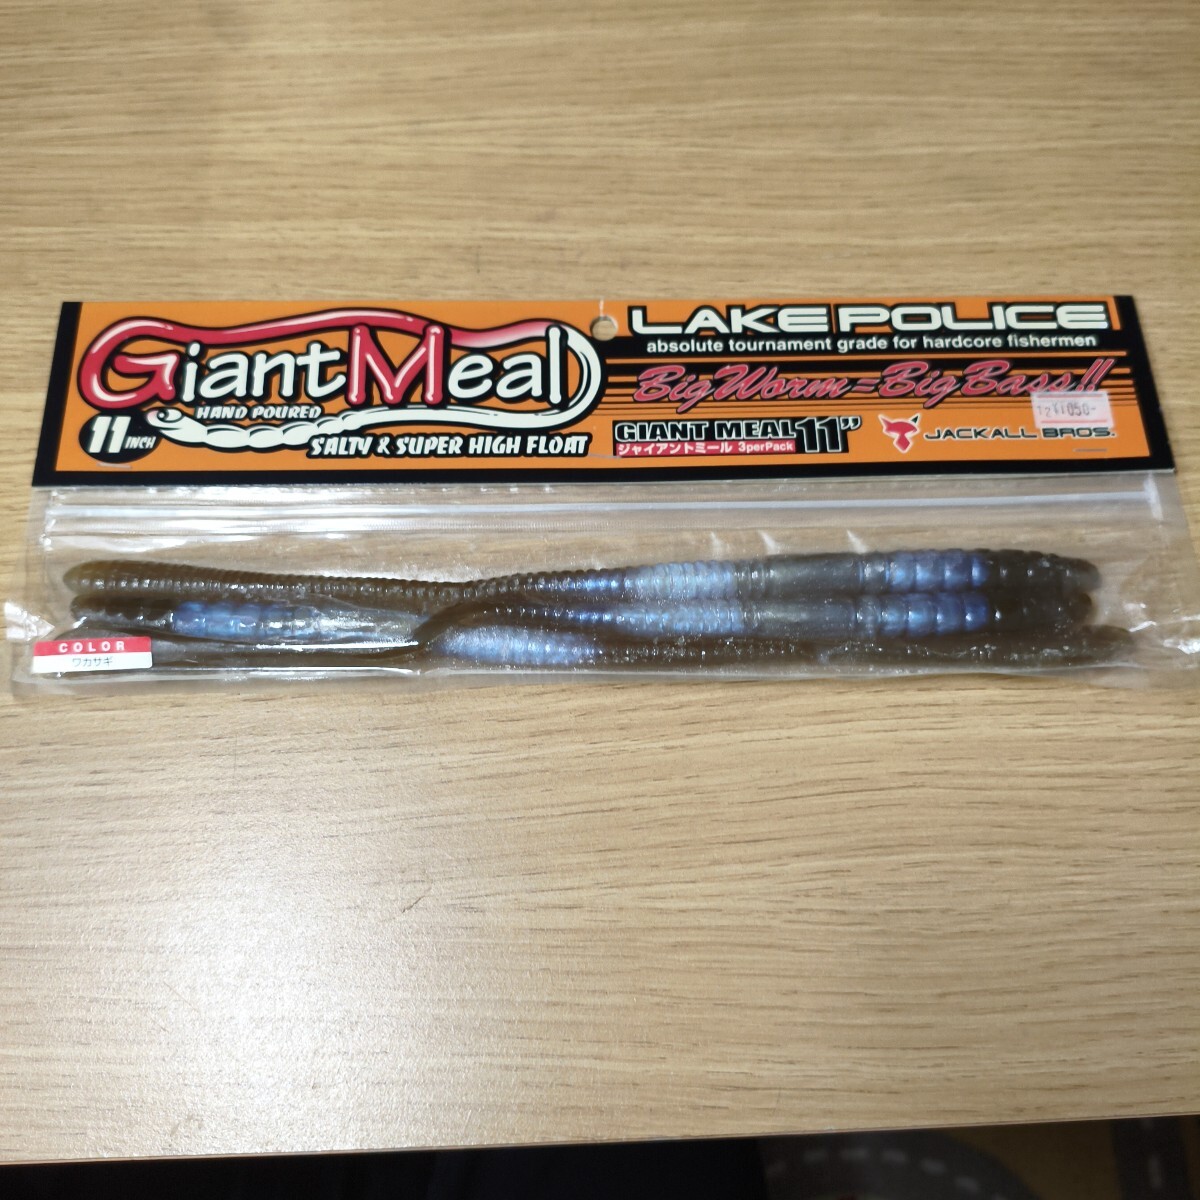 Giant Meal
HAND POURED
11 INCH
SALTY & SUPER HIGH FLOAT
LAKE POLICE
absolute tournament grade for hardcore fishermen
Big Worm=Big Bass!!
GIANT MEAL 11"
ジャイアントミール 3perPack
JACKALL BROS.
¥1050-
COLOR
ワカサギ